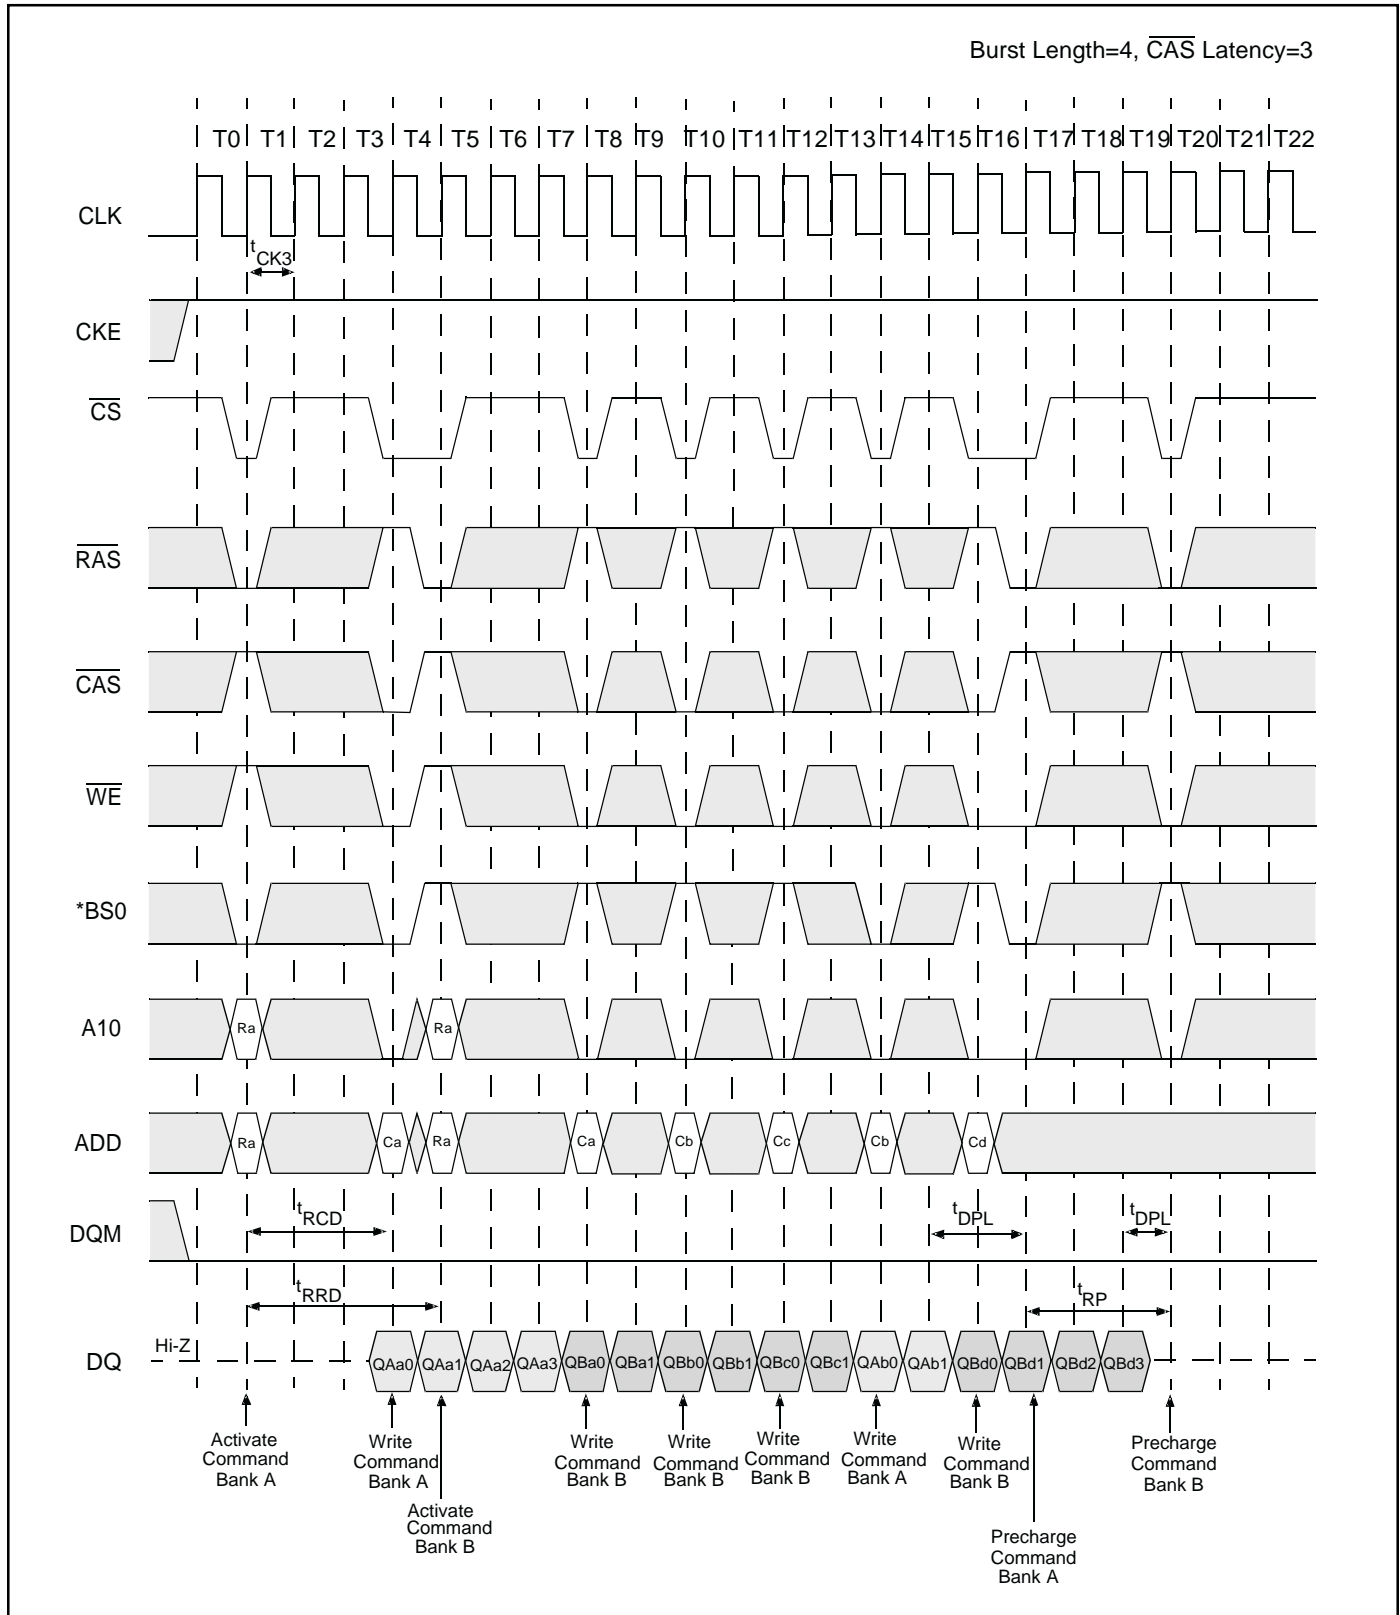 Burst Length=4, CAS Latency=3
T0 T1 T2 T3 T4 T5 T6 T7 T8 T9 T10 T11 T12 T13 T14 T15 T16 T17 T18 T19 T20 T21 T22
CLK
tCK3
CKE
CS
RAS
CAS
WE
*BS0
A10
Ra Ra
ADD
Ra Ca Ra Ca Cb Cc Cb Cd
DQM
tRCD
tDPL
tDPL
tRRD
tRP
Hi-Z
DQ
QAa0 QAa1 QAa2 QAa3 QBa0 QBa1 QBb0 QBb1 QBc0 QBc1 QAb0 QAb1 QBd0 QBd1 QBd2 QBd3
Activate
Command
Bank A
Write
Command
Bank A
Activate
Command
Bank B
Write
Command
Bank B
Write
Command
Bank B
Write
Command
Bank B
Write
Command
Bank A
Write
Command
Bank B
Precharge
Command
Bank A
Precharge
Command
Bank B